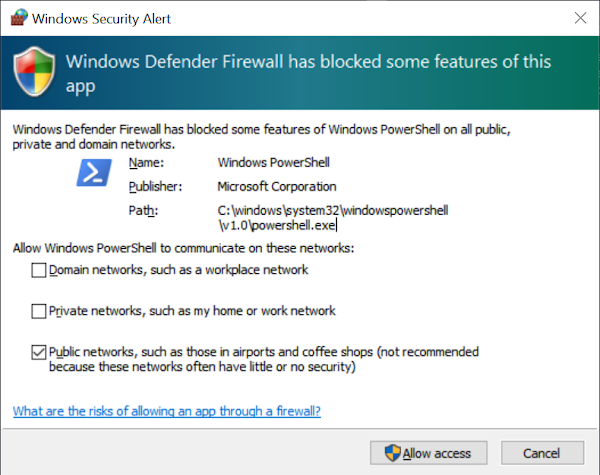 Windows Security Alert
Windows Defender Firewall has blocked some features of this
app
Windows Defender Firewall has blocked some features of Windows PowerShell on all public,
private and domain networks.
Name: Windows PowerShell
Publisher: Microsoft Corporation
Path: C:\windows\system32\windowspowershell
\v1.0\powershell.exe
Allow Windows PowerShell to communicate on these networks:
Domain networks, such as a workplace network
Private networks, such as my home or work network
Public networks, such as those in airports and coffee shops (not recommended
because these networks often have little or no security)
What are the risks of allowing an app through a firewall?
Allow access
Cancel